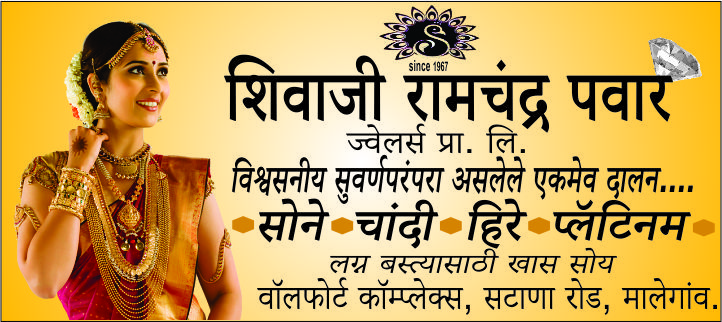 S
since 1967
शिवाजी रामचंद्र पवार
ज्वेलर्स प्रा. लि.
विश्वसनीय सुवर्णपरंपरा असलेले एकमेव दालन....
सोने चांदी हिरे प्लॅटिनम
लग्न बस्त्यासाठी खास सोय
वॉलफोर्ट कॉम्प्लेक्स, सटाणा रोड, मालेगांव.